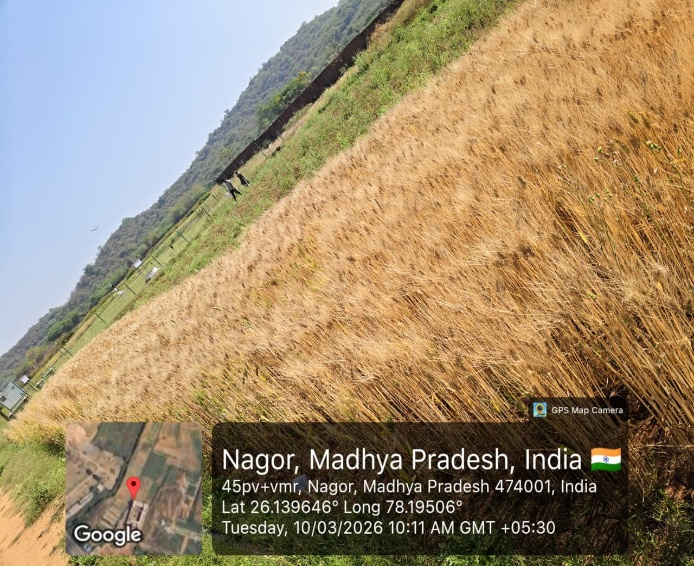 GPS Map Camera
Nagor, Madhya Pradesh, India 🇮🇳
45pv+vmr, Nagor, Madhya Pradesh 474001, India
Lat 26.139646° Long 78.19506°
Tuesday, 10/03/2026 10:11 AM GMT +05:30
Google